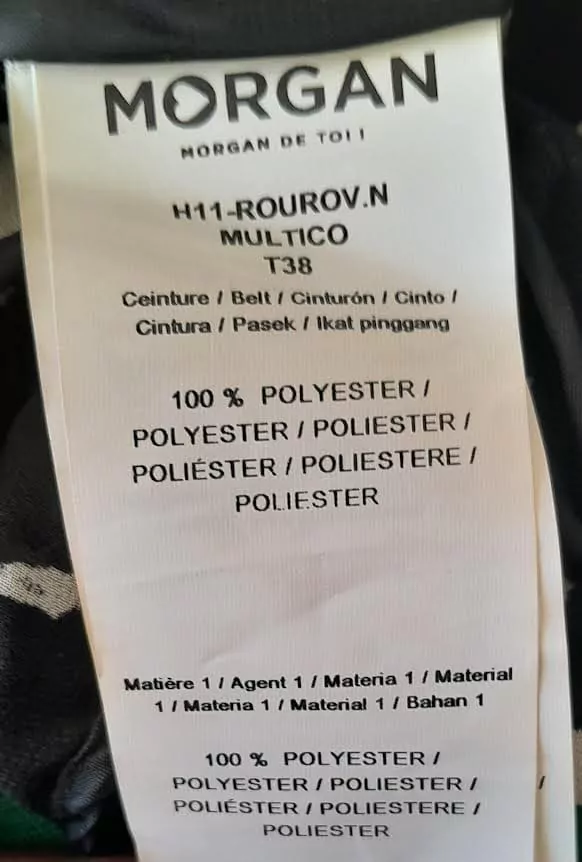 MORGAN
MORGAN DE TOI !
H11-ROUROV.N
MULTICO
T38
Ceinture / Belt / Cinturón / Cinto /
Cintura / Pasek / Ikat pinggang
100 % POLYESTER /
POLYESTER / POLIESTER /
POLIÉSTER / POLIESTERE /
POLIESTER
Matière 1 / Agent 1 / Materia 1 / Material
1 / Materia 1 / Material 1 / Bahan 1
100 % POLYESTER /
POLYESTER / POLIESTER /
POLIÉSTER / POLIESTERE /
POLIESTER
/